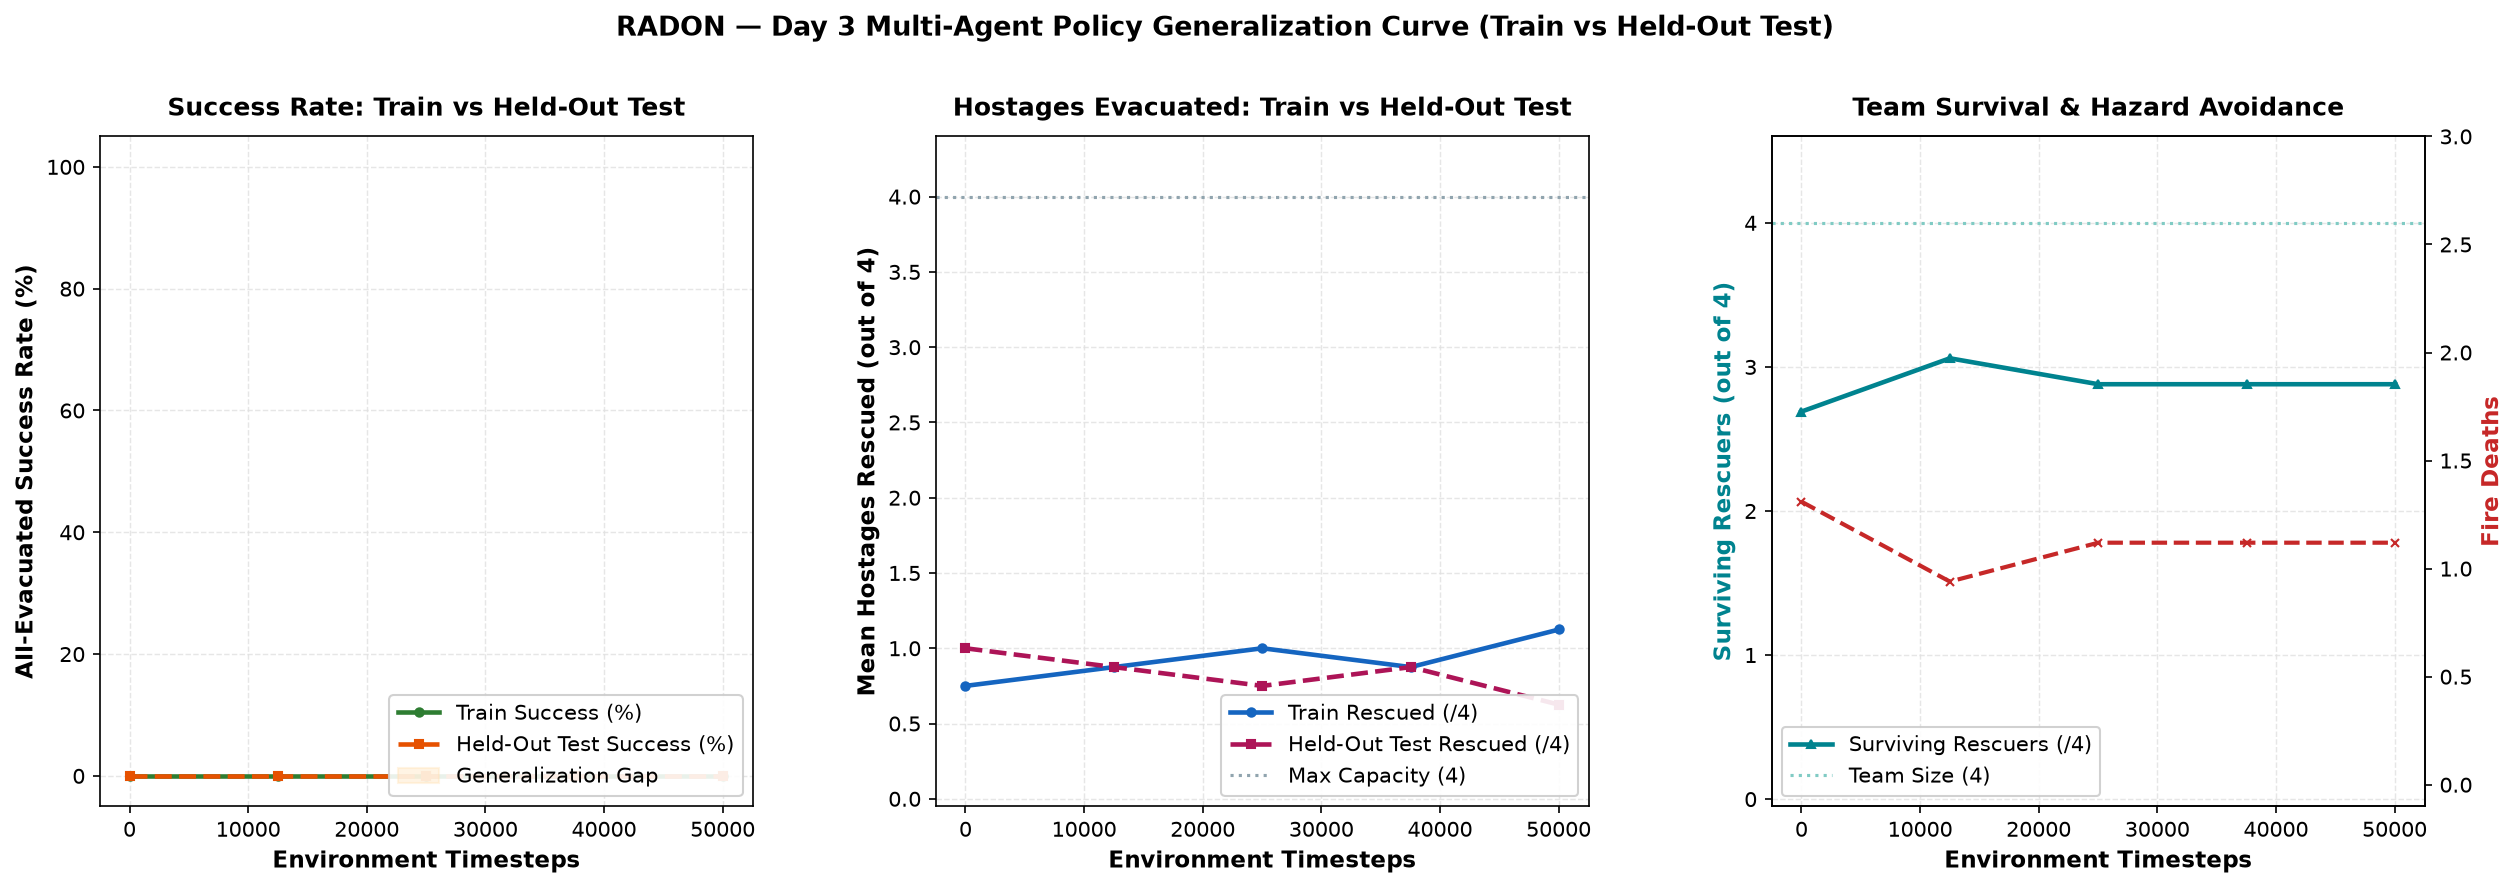 RADON — Day 3 Multi-Agent Policy Generalization Curve (Train vs Held-Out Test)
Success Rate: Train vs Held-Out Test
All-Evacuated Success Rate (%)
100
80
60
40
20
0
Train Success (%)
Held-Out Test Success (%)
Generalization Gap
0 10000 20000 30000 40000 50000
Environment Timesteps
Hostages Evacuated: Train vs Held-Out Test
Mean Hostages Rescued (out of 4)
4.0
3.5
3.0
2.5
2.0
1.5
1.0
0.5
0.0
Train Rescued (/4)
Held-Out Test Rescued (/4)
Max Capacity (4)
0 10000 20000 30000 40000 50000
Environment Timesteps
Team Survival & Hazard Avoidance
Surviving Rescuers (out of 4)
4
3
2
1
0
Surviving Rescuers (/4)
Team Size (4)
0 10000 20000 30000 40000 50000
Environment Timesteps
3.0
2.5
2.0
1.5
1.0
0.5
0.0
Fire Deaths